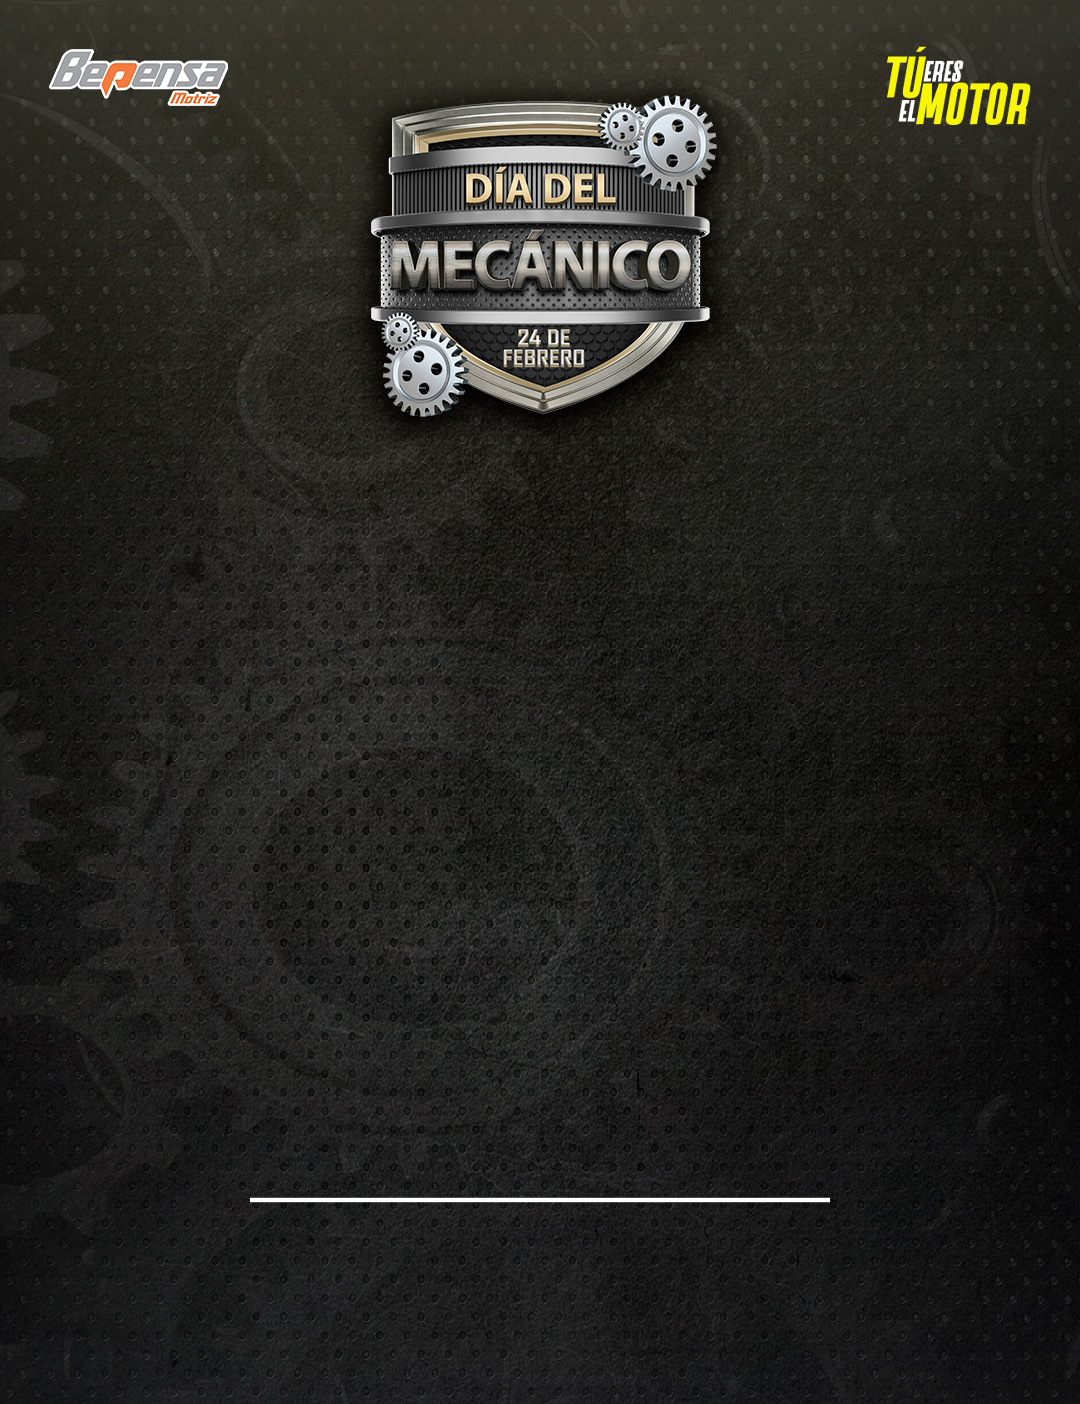 Bepensa
Motriz
TÚ ERES
EL MOTOR
DÍA DEL
MECÁNICO
24 DE
FEBRERO